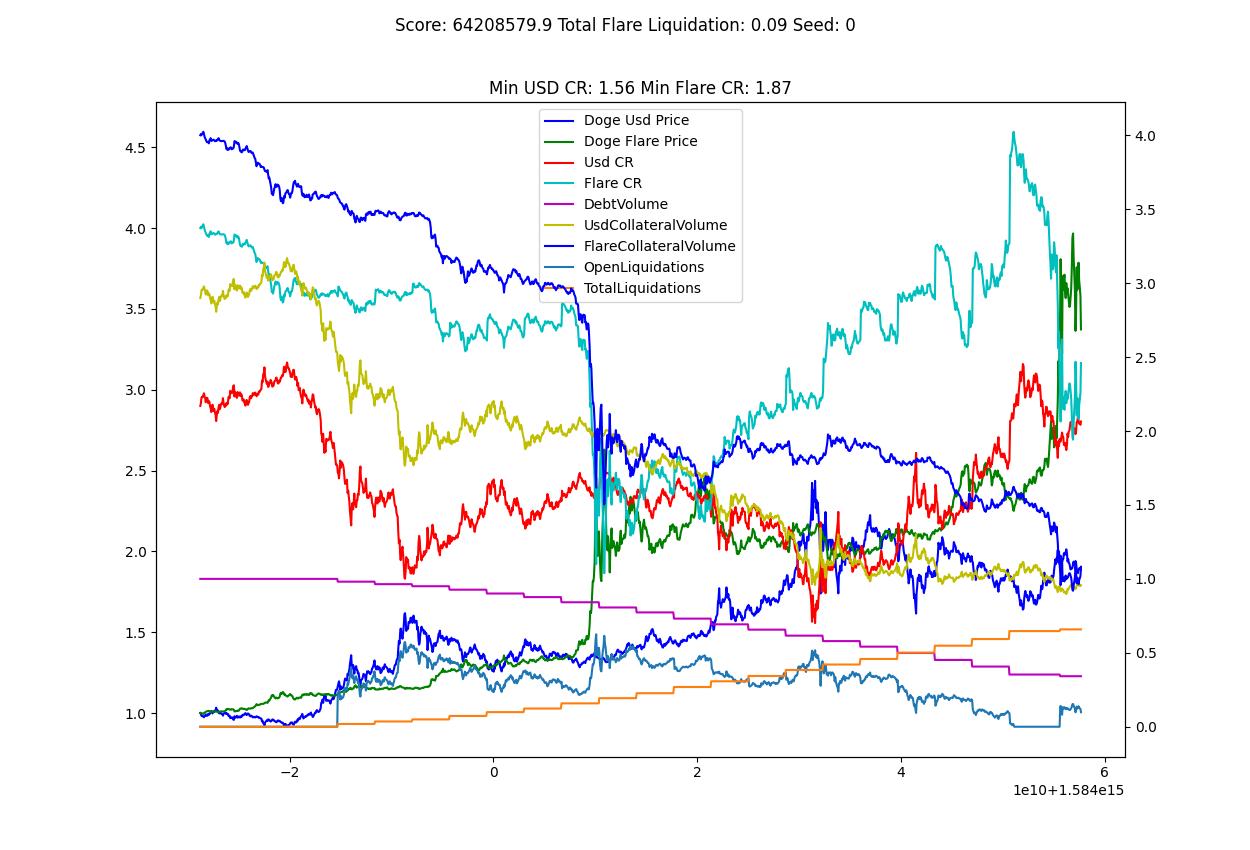 Score: 64208579.9 Total Flare Liquidation: 0.09 Seed: 0
Min USD CR: 1.56 Min Flare CR: 1.87
Doge Usd Price
Doge Flare Price
Usd CR
Flare CR
DebtVolume
UsdCollateralVolume
FlareCollateralVolume
OpenLiquidations
TotalLiquidations
4.5
4.0
3.5
3.0
2.5
2.0
1.5
1.0
4.0
3.5
3.0
2.5
2.0
1.5
1.0
0.5
0.0
−2
0
2
4
6
1e10+1.584e15